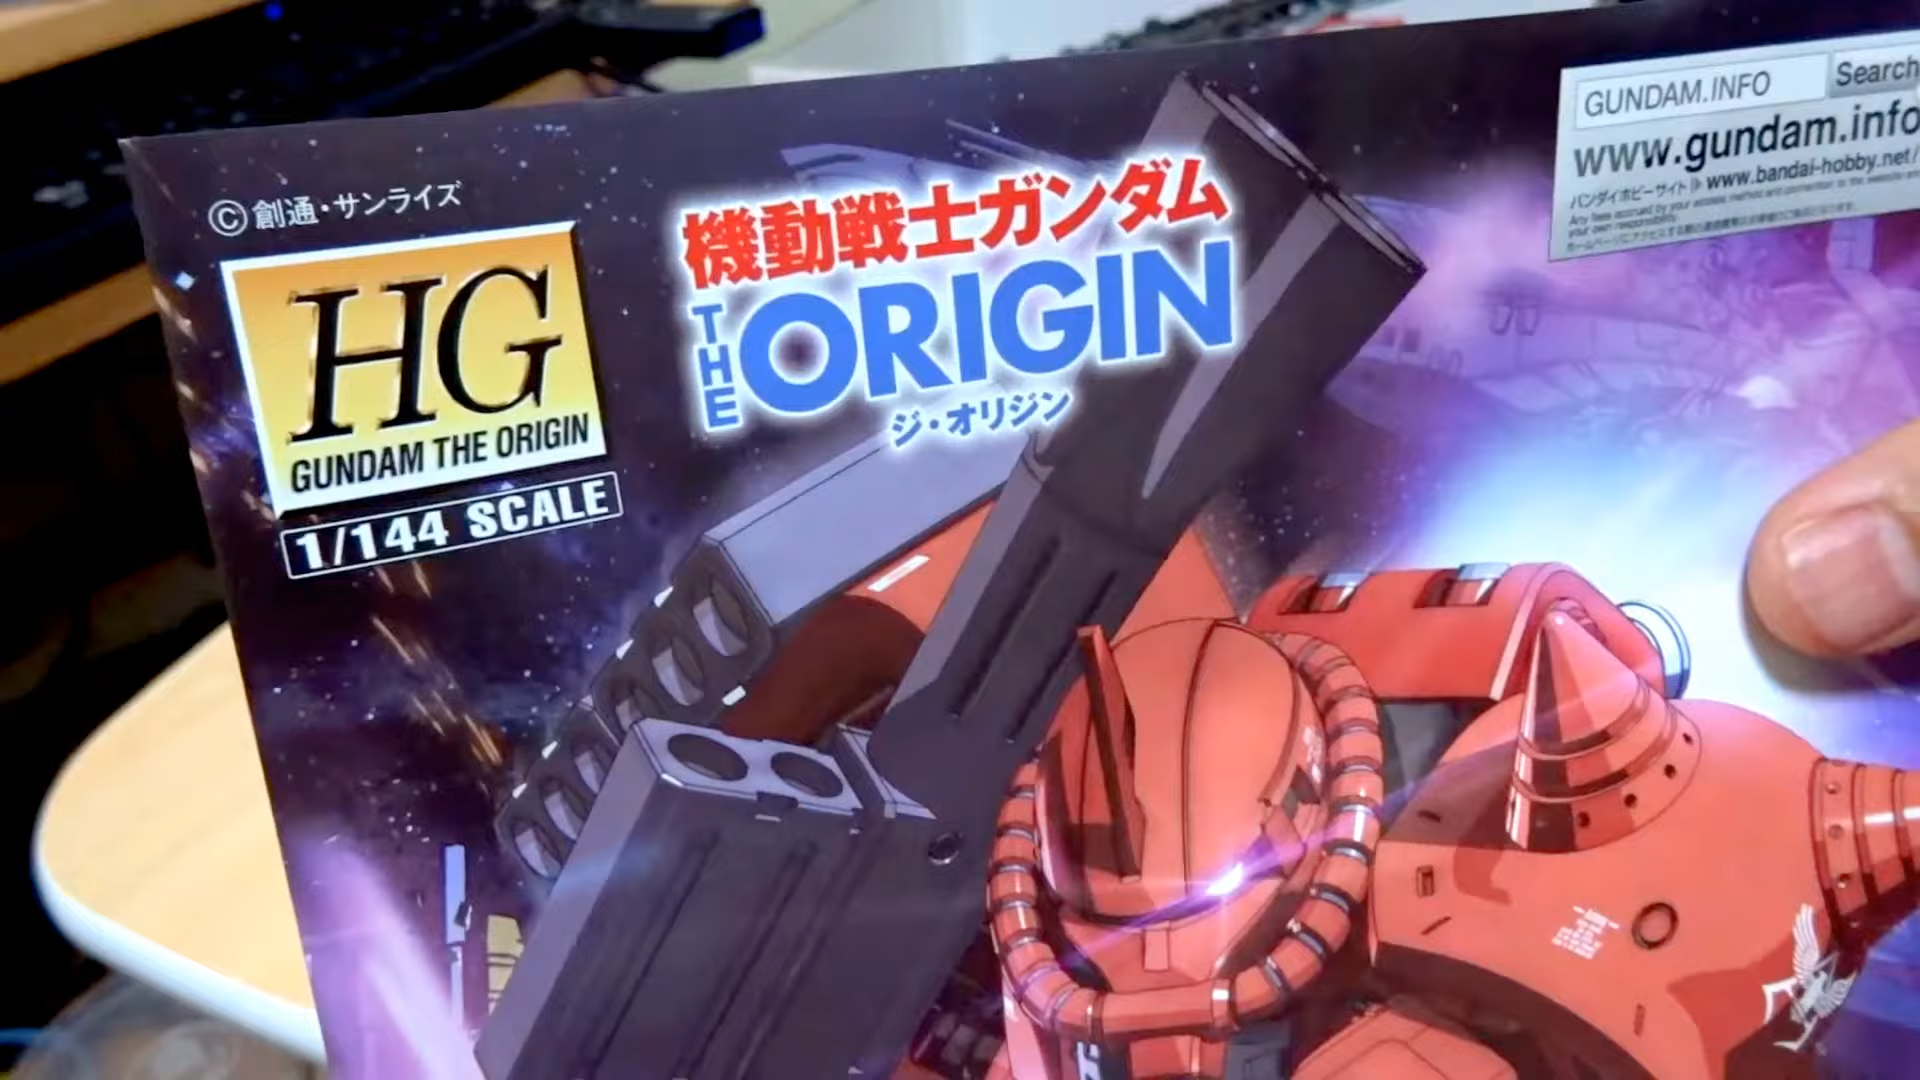 ©創通・サンライズ
HG
GUNDAM THE ORIGIN
1/144 SCALE
機動戦士ガンダム
THE ORIGIN
ジ・オリジン
GUNDAM.INFO Search
www.gundam.info
バンダイホビーサイト www.bandai-hobby.net/